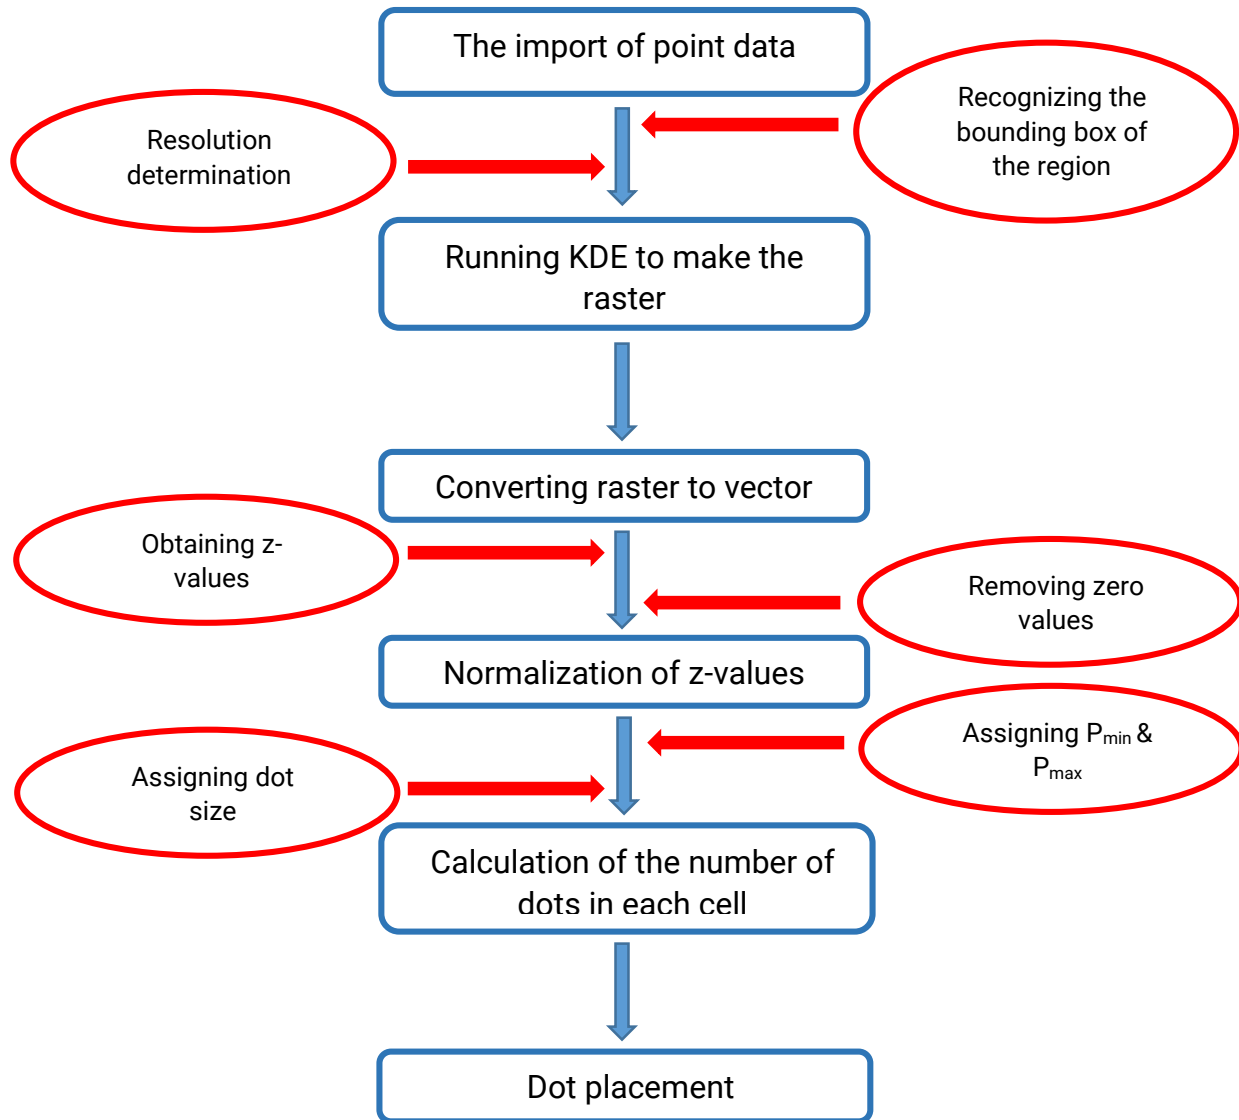 The import of point data
Recognizing the
bounding box of
the region
Resolution
determination
Running KDE to make the
raster
Converting raster to vector
Obtaining z-
values
Removing zero
values
Normalization of z-values
Assigning Pmin &
Pmax
Assigning dot
size
Calculation of the number of
dots in each cell
Dot placement